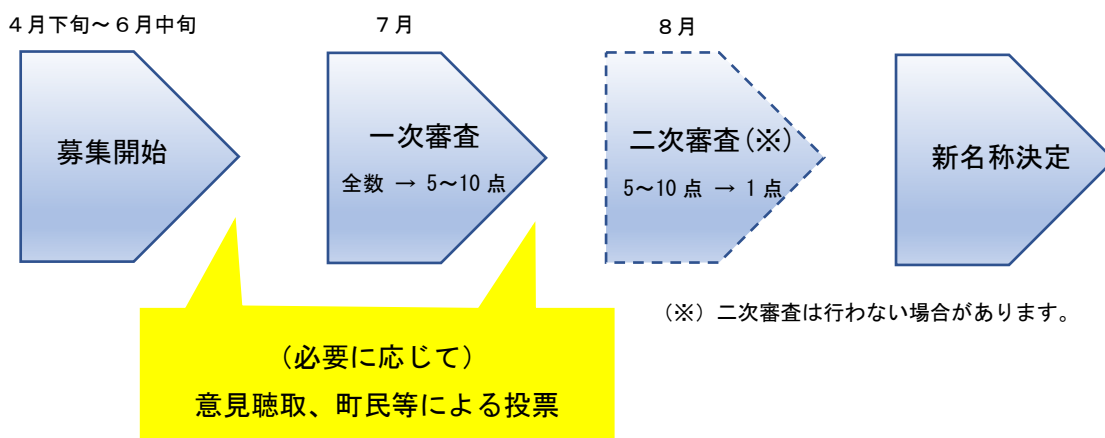 ４月下旬～６月中旬
７月
８月
募集開始
一次審査
全数 → 5～10 点
二次審査(※)
5～10 点 → 1 点
新名称決定
（※）二次審査は行わない場合があります。
（必要に応じて）
意見聴取、町民等による投票